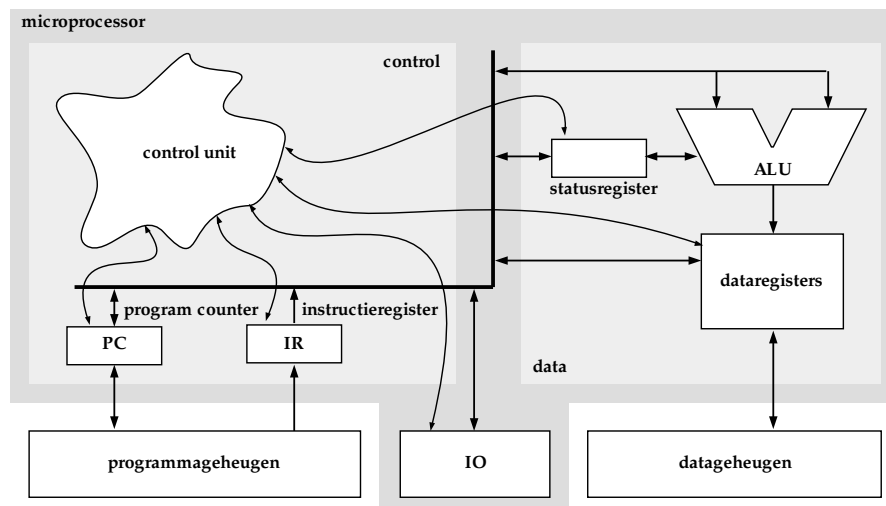 microprocessor
control
control unit
ALU
statusregister
dataregisters
program counter
instructieregister
PC
IR
data
programmageheugen
IO
datageheugen